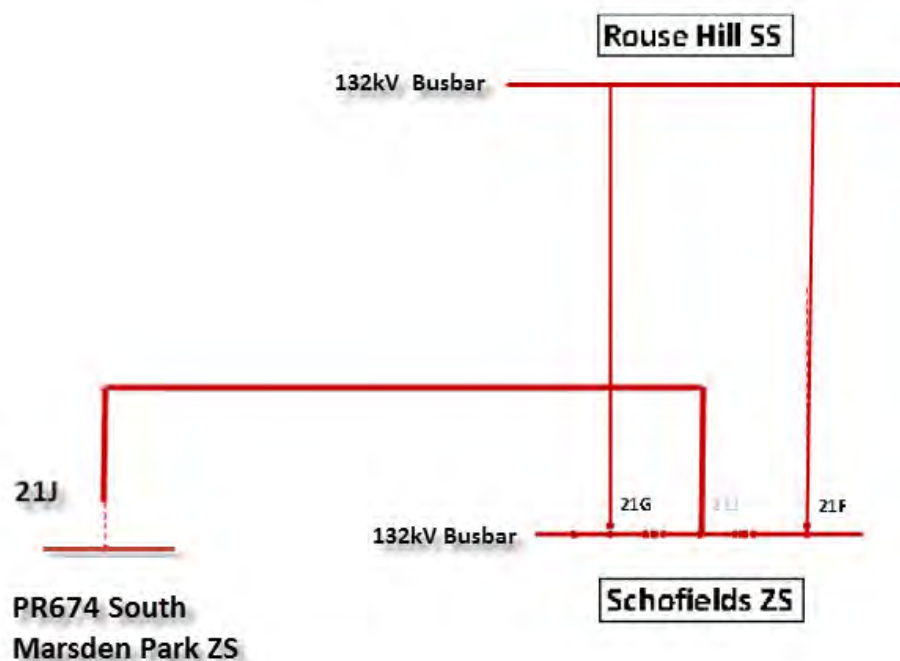 Rouse Hill SS
132kV Busbar
21J
21G
21F
132kV Busbar
Schofields ZS
PR674 South
Marsden Park ZS